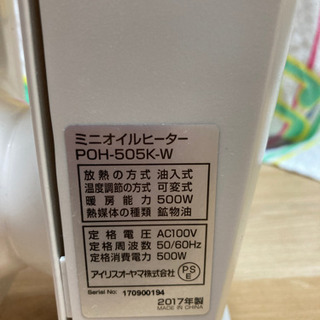 ミニオイルヒーター
POH-505K-W
放熱の方式 油入式
温度調節の方式 可変式
暖房能力 500W
熱媒体の種類 鉱物油
定格電圧 AC100V
定格周波数 50/60Hz
定格消費電力 500W
アイリスオーヤマ株式会社
PS
E
Serial No: 170900194
2017年製
MADE IN CHINA